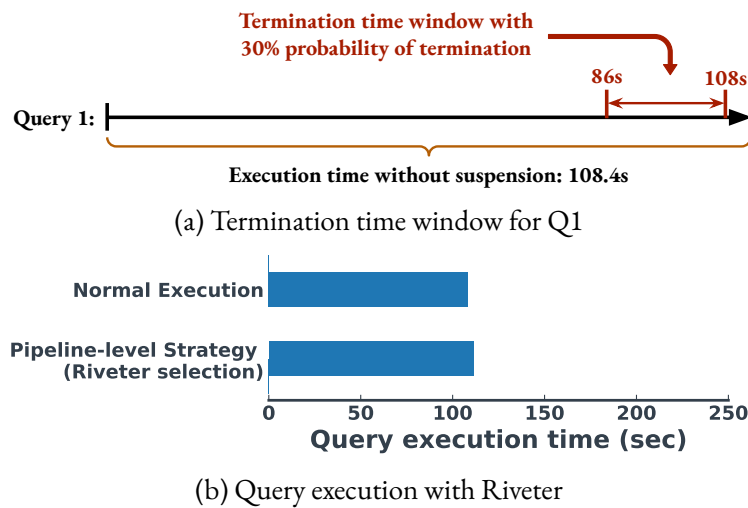 Termination time window with
30% probability of termination
86s
108s
Query 1:
Execution time without suspension: 108.4s
(a) Termination time window for Q1
Normal Execution
Pipeline-level Strategy
(Riveter selection)
0 50 100 150 200 250
Query execution time (sec)
(b) Query execution with Riveter